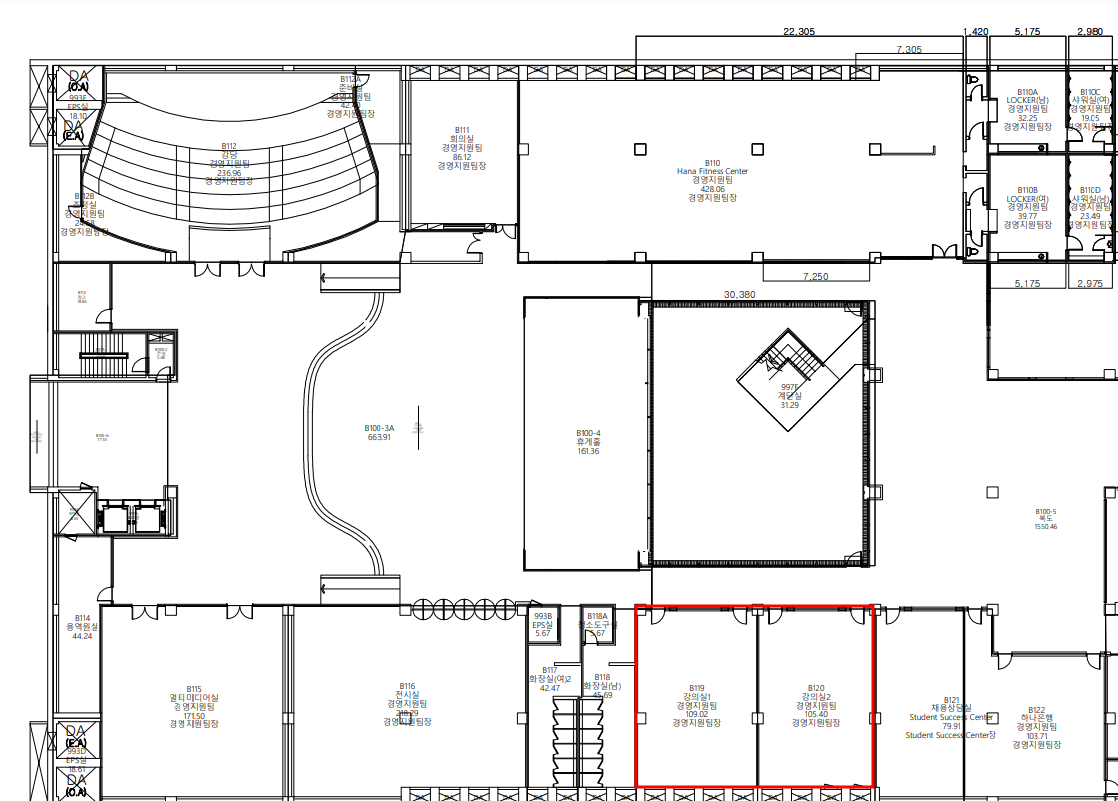 22,305
1,420
5,175
2,980
7,305
DA
(O.A)
EPS실
18.10
DA
(E.A)
B112A
경영지원팀
경영지원팀장
B112
강당
경영지원팀
236.96
경영지원팀장
B112B
경영지원팀
경영지원팀장
B111
회의실
경영지원팀
86.12
경영지원팀장
B110
Hana Fitness Center
경영지원팀
428.06
경영지원팀장
B110A
LOCKER(남)
경영지원팀
32.25
경영지원팀장
B110C
샤워실(여)
경영지원팀
19.05
경영지원팀장
B110B
LOCKER(여)
경영지원팀
39.77
경영지원팀장
B110D
샤워실(남)
경영지원팀
23.49
경영지원팀장
7,250
5,175
2,975
30,380
997F
계단실
31.29
B100-3A
663.91
B100-4
휴게홀
161.36
B100-5
복도
1550.46
B114
용역원실
44.24
993B
EPS실
5.67
B118A
청소도구실
5.67
B115
멀티미디어실
경영지원팀
171.50
경영지원팀장
B116
전시실
경영지원팀
218.29
경영지원팀장
B117
화장실(여)2
42.47
B118
화장실(남)
45.69
B119
강의실1
경영지원팀
109.02
경영지원팀장
B120
강의실2
경영지원팀
105.40
경영지원팀장
B121
채용상담실
Student Success Center
79.91
Student Success Center장
B122
하나은행
경영지원팀
103.71
경영지원팀장
DA
(E.A)
993D
EPS실
18.61
DA
(O.A)